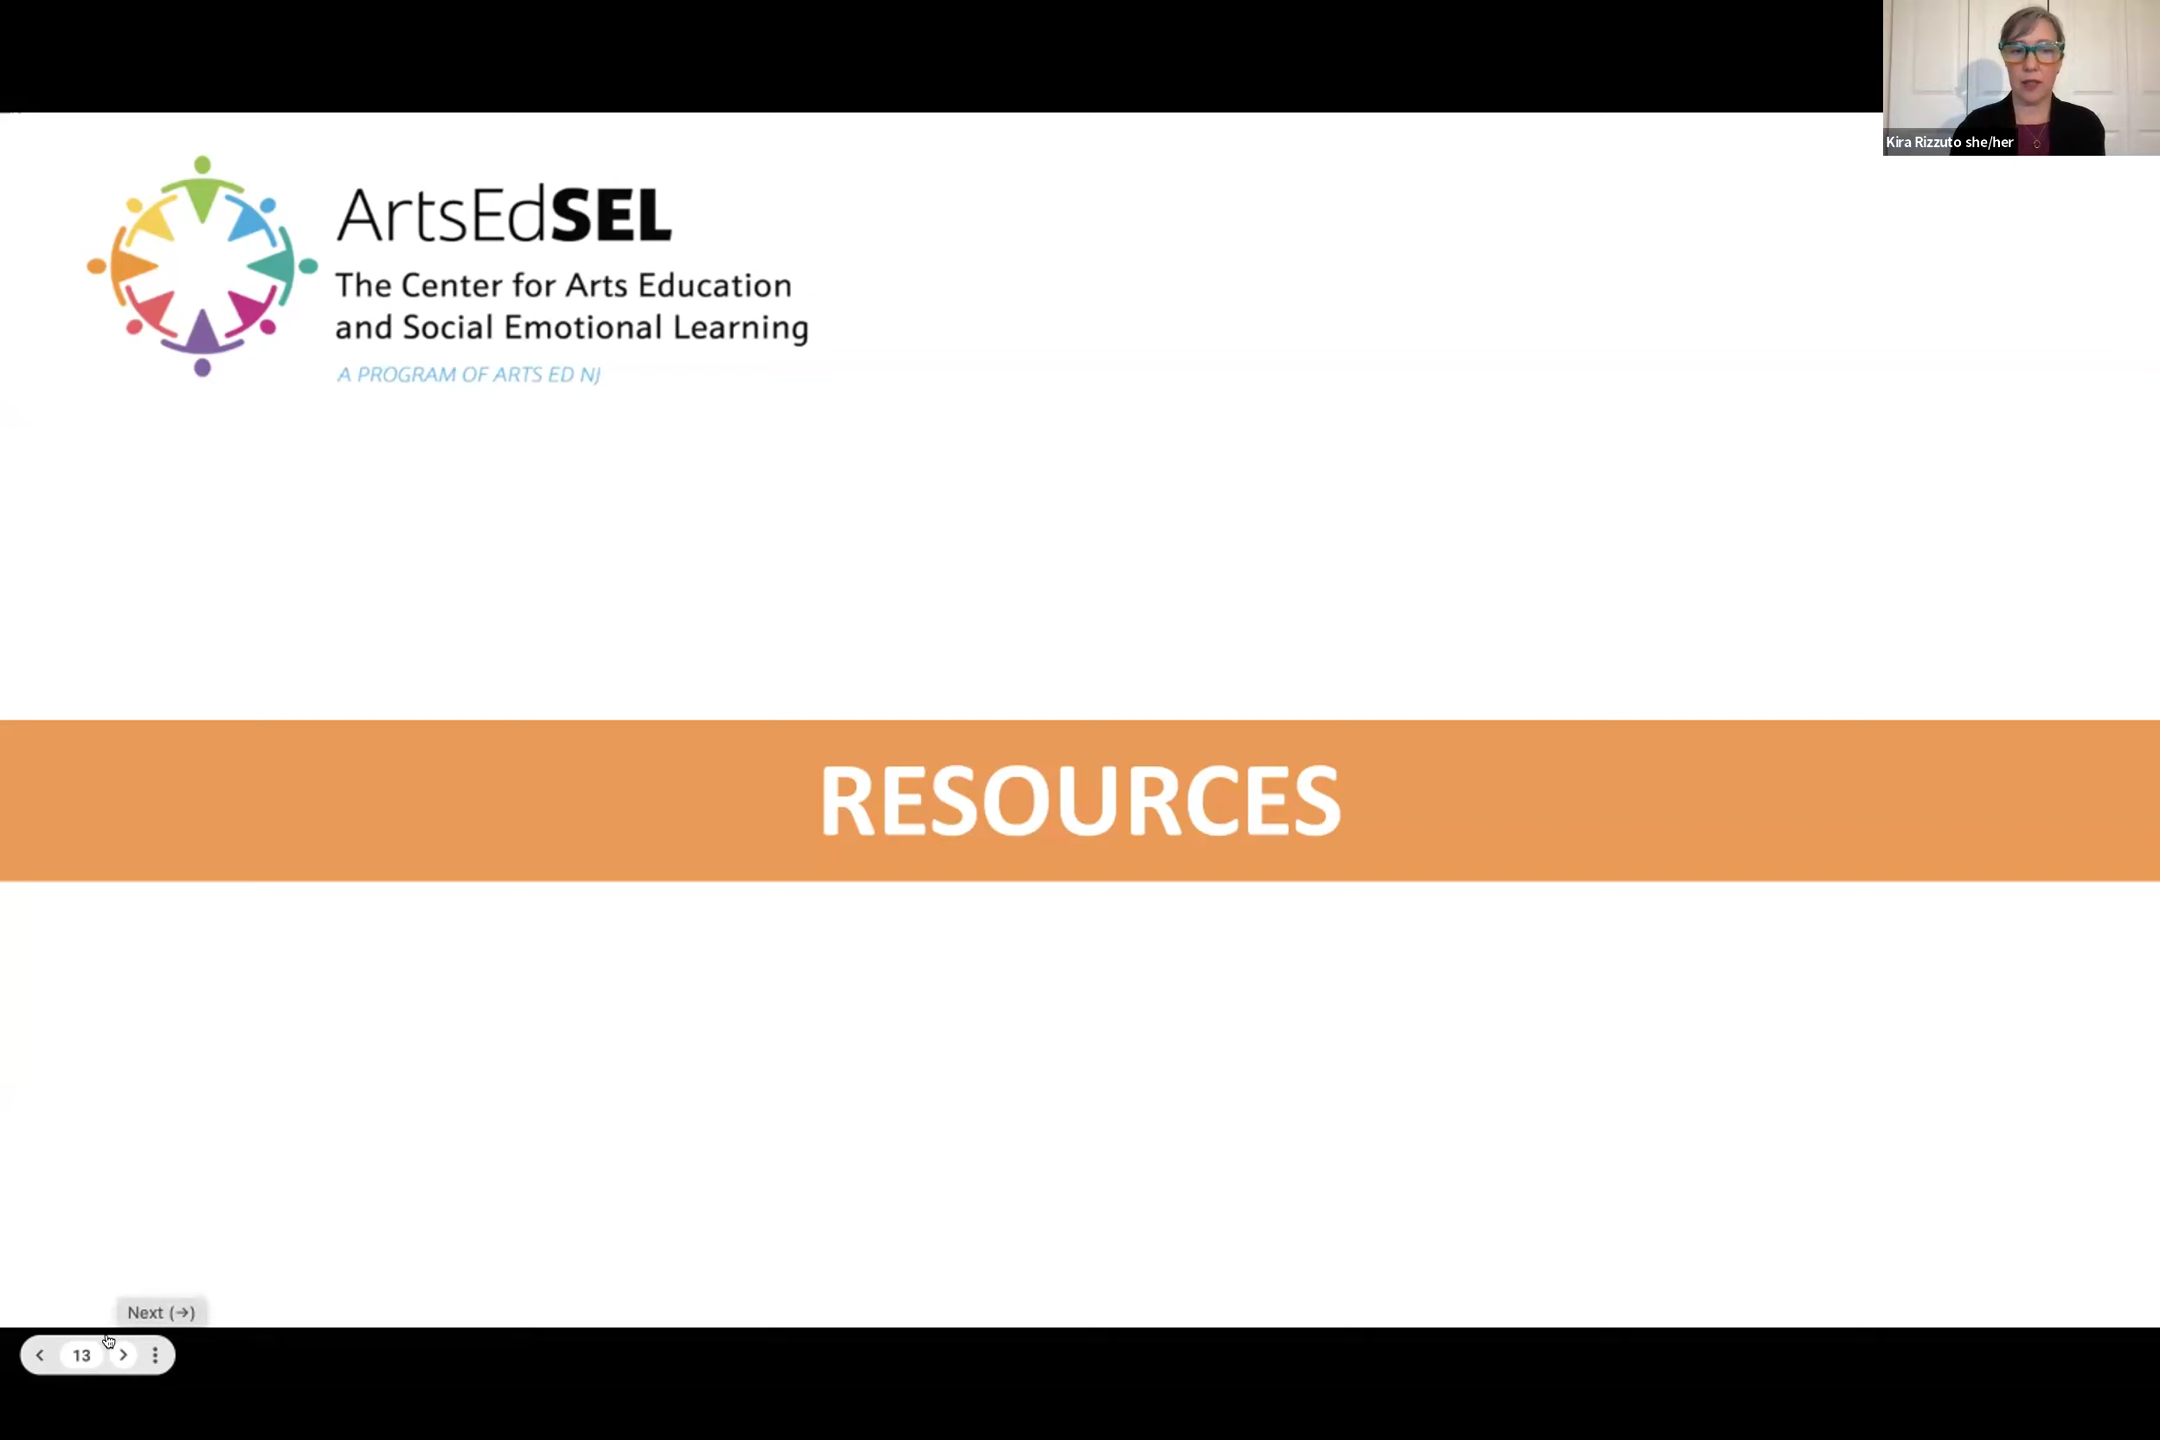 Kira Rizzuto she/her
ArtsEdSEL
The Center for Arts Education
and Social Emotional Learning
A PROGRAM OF ARTS ED NJ
RESOURCES
Next (→)
13